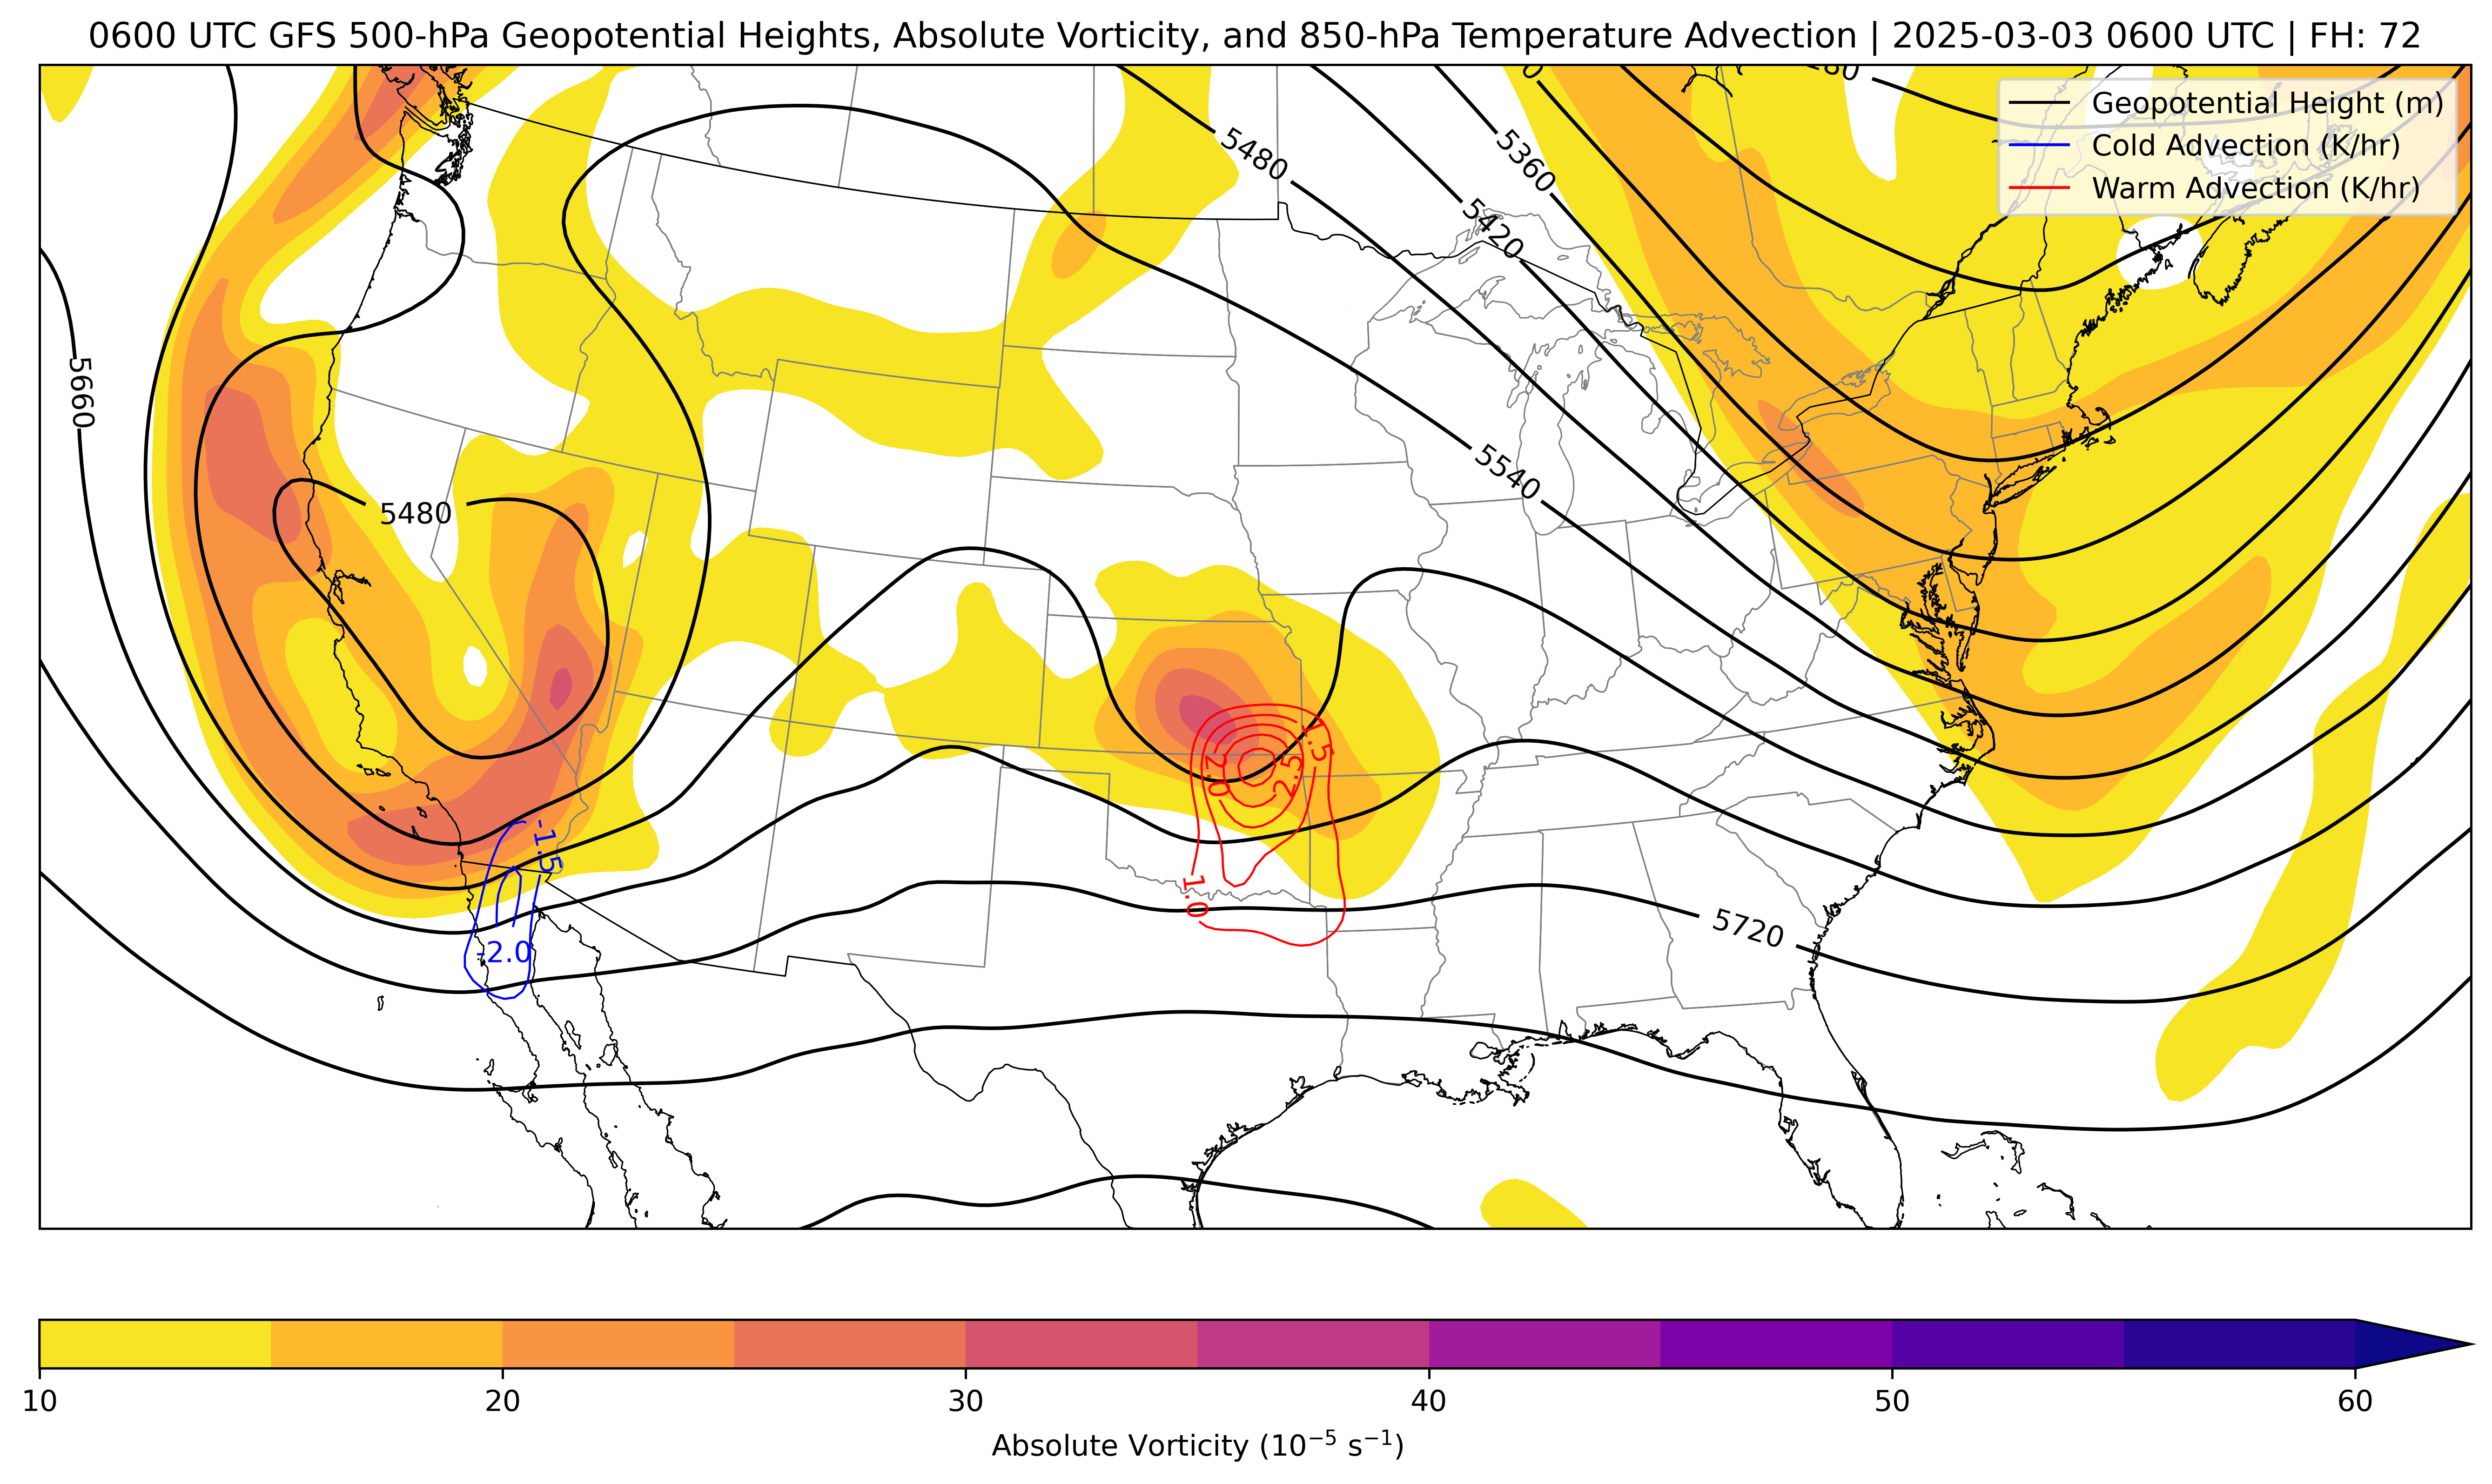 0600 UTC GFS 500-hPa Geopotential Heights, Absolute Vorticity, and 850-hPa Temperature Advection | 2025-03-03 0600 UTC | FH: 72
Geopotential Height (m)
Cold Advection (K/hr)
Warm Advection (K/hr)
5480
5360
5420
5660
5540
5480
1.5
2.0
2.5
-1.5
1.0
-2.0
5720
10 20 30 40 50 60
Absolute Vorticity (10⁻⁵ s⁻¹)